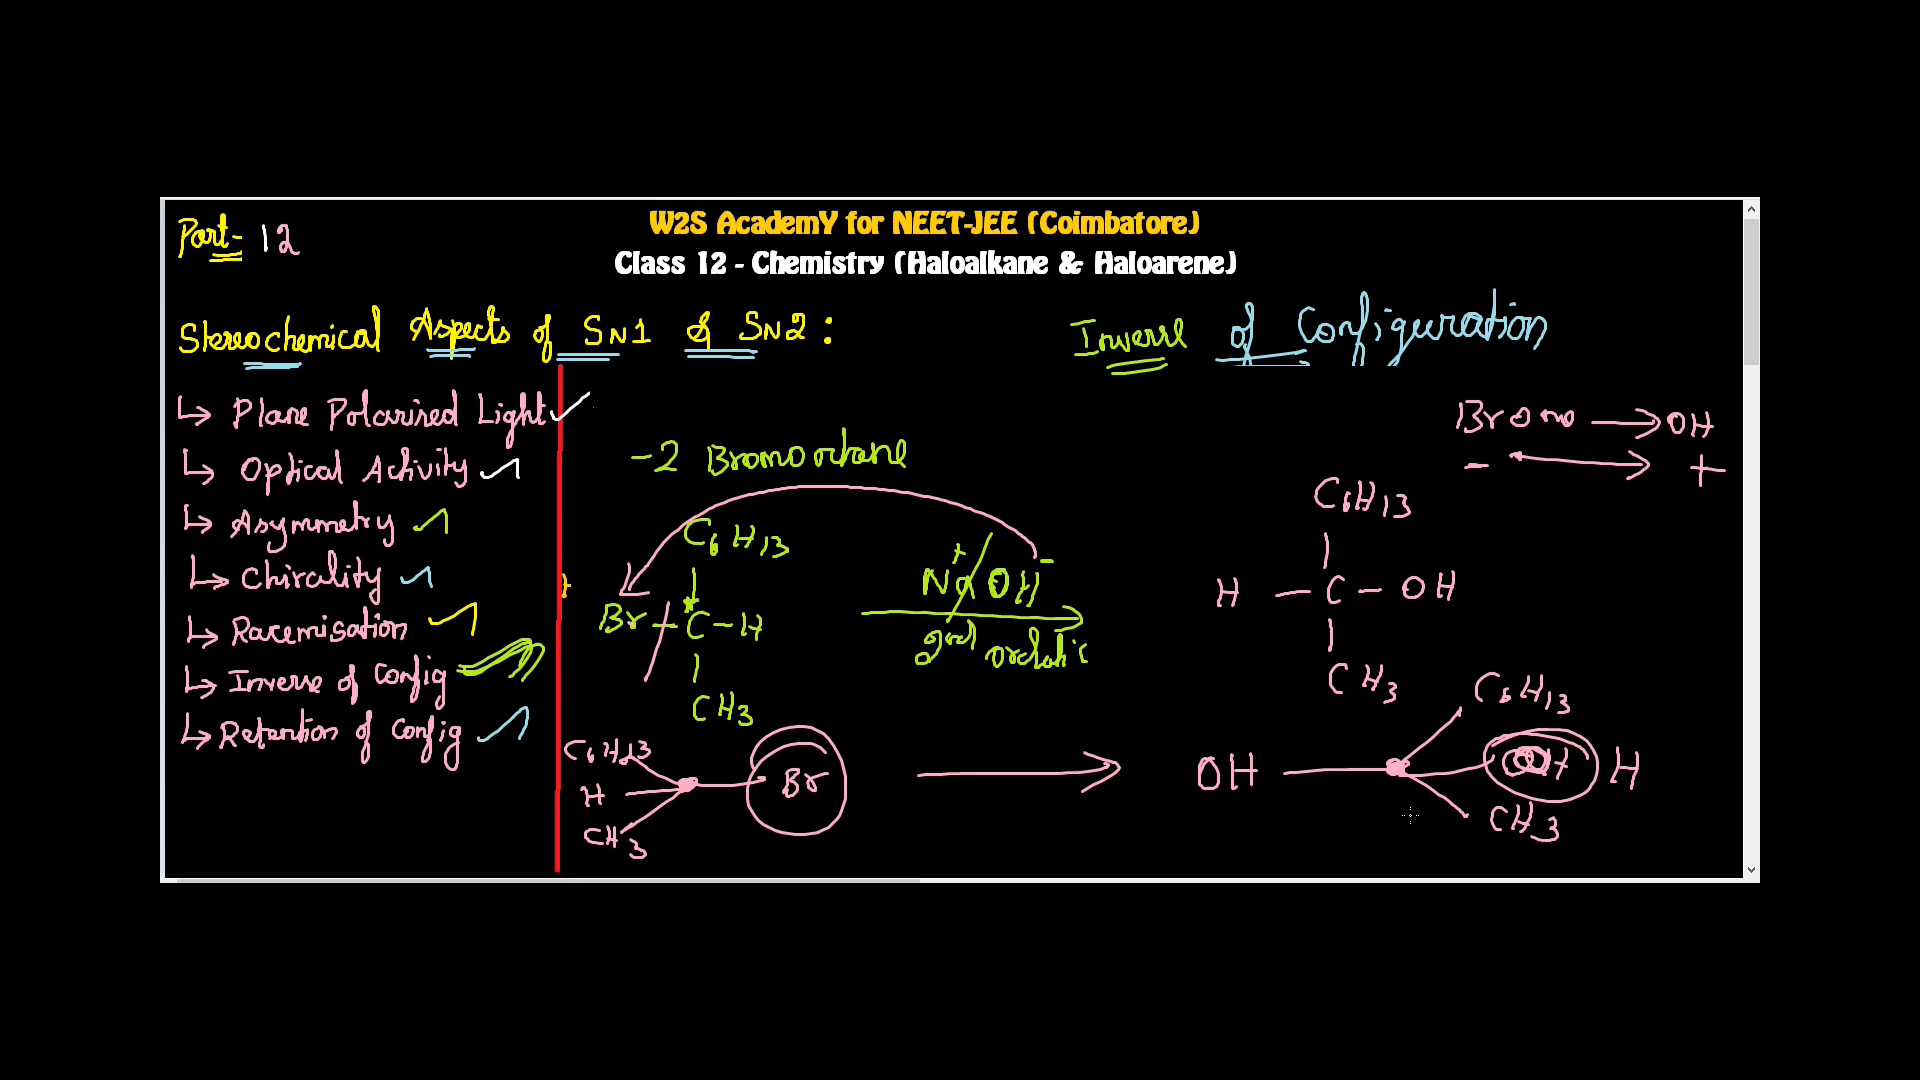 Part- 12
W2S AcademY for NEET-JEE (Coimbatore)
Class 12 - Chemistry (Haloalkane & Haloarene)
Stereochemical Aspects of SN1 & SN2 :
Inverse of Configuration
↳ Plane Polarised Light ✓
↳ Optical Activity ✓
↳ Asymmetry ✓
↳ Chirality ✓
↳ Racemisation ✓
↳ Inverse of Config
↳ Retention of Config ✓
-2 Bromooctane
C6H13
Br - C* - H
CH3
Na+ OH-
Bromo → OH
- ↔ +
C6H13
H - C - OH
CH3
C6H13
H
CH3
Br
→
OH
C6H13
H
CH3